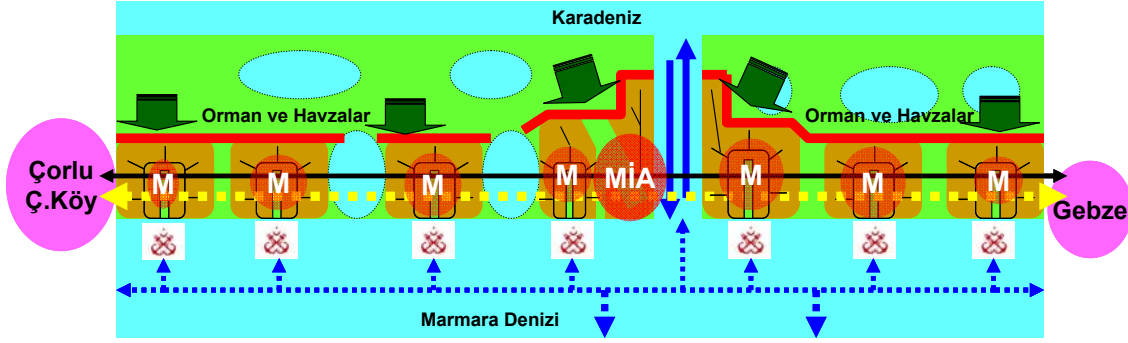 Karadeniz
Orman ve Havzalar
Orman ve Havzalar
Çorlu
Ç.Köy
M
M
M
M
MİA
M
M
M
Gebze
Marmara Denizi